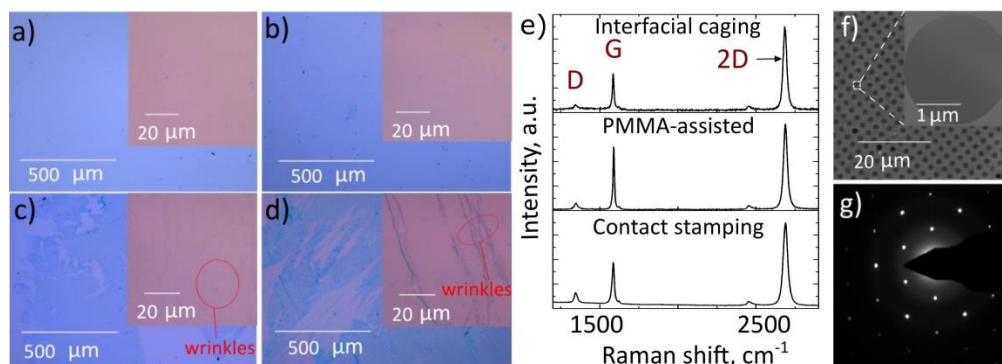 a)
20 µm
500 µm
b)
20 µm
500 µm
c)
20 µm
500 µm
wrinkles
d)
wrinkles
20 µm
500 µm
e)
Interfacial caging
D
G
2D
PMMA-assisted
Contact stamping
Intensity, a.u.
1500
2500
Raman shift, cm-1
f)
1 µm
20 µm
g)